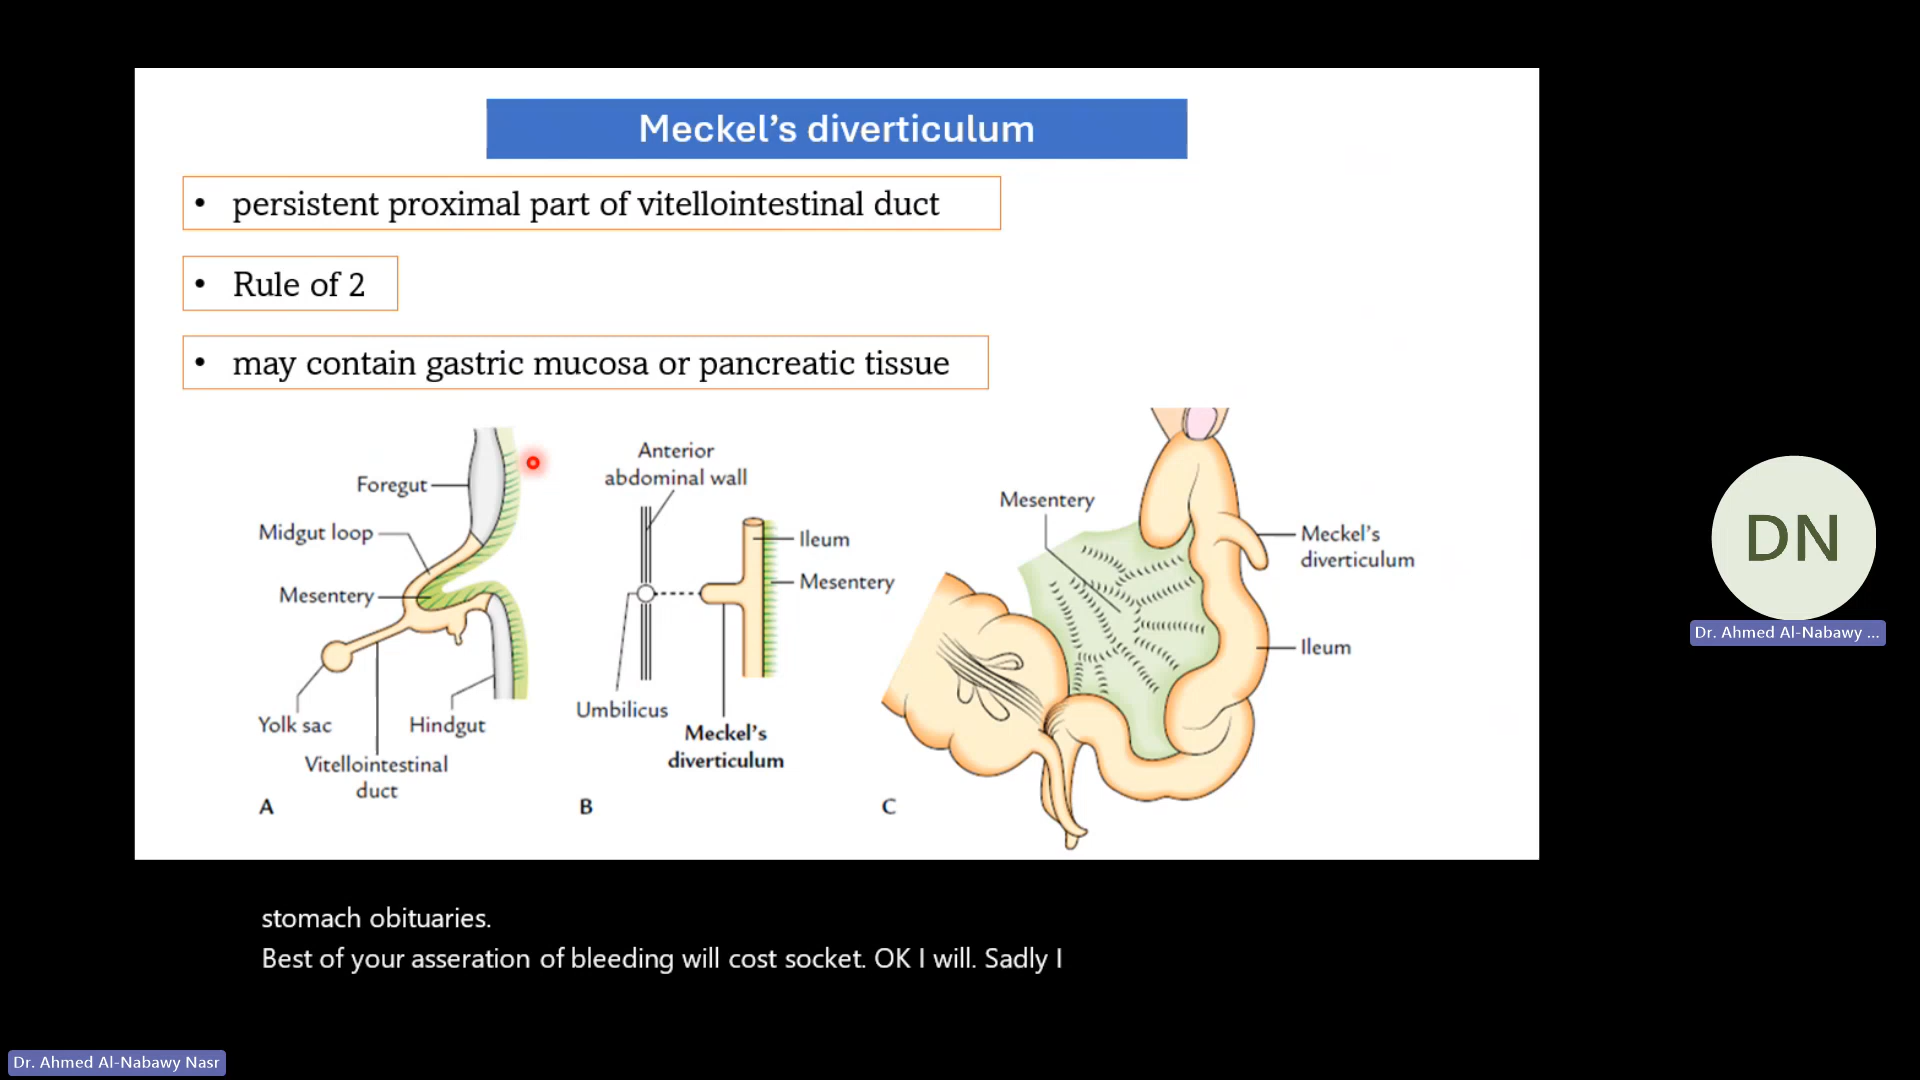 Meckel's diverticulum
• persistent proximal part of vitellointestinal duct
• Rule of 2
• may contain gastric mucosa or pancreatic tissue
Foregut
Midgut loop
Mesentery
Yolk sac
Hindgut
Vitellointestinal
duct
A
Anterior
abdominal wall
Ileum
Mesentery
Umbilicus
Meckel's
diverticulum
B
Mesentery
Meckel's
diverticulum
Ileum
C
DN
Dr. Ahmed Al-Nabawy ...
stomach obituaries.
Best of your asseration of bleeding will cost socket. OK I will. Sadly I
Dr. Ahmed Al-Nabawy Nasr